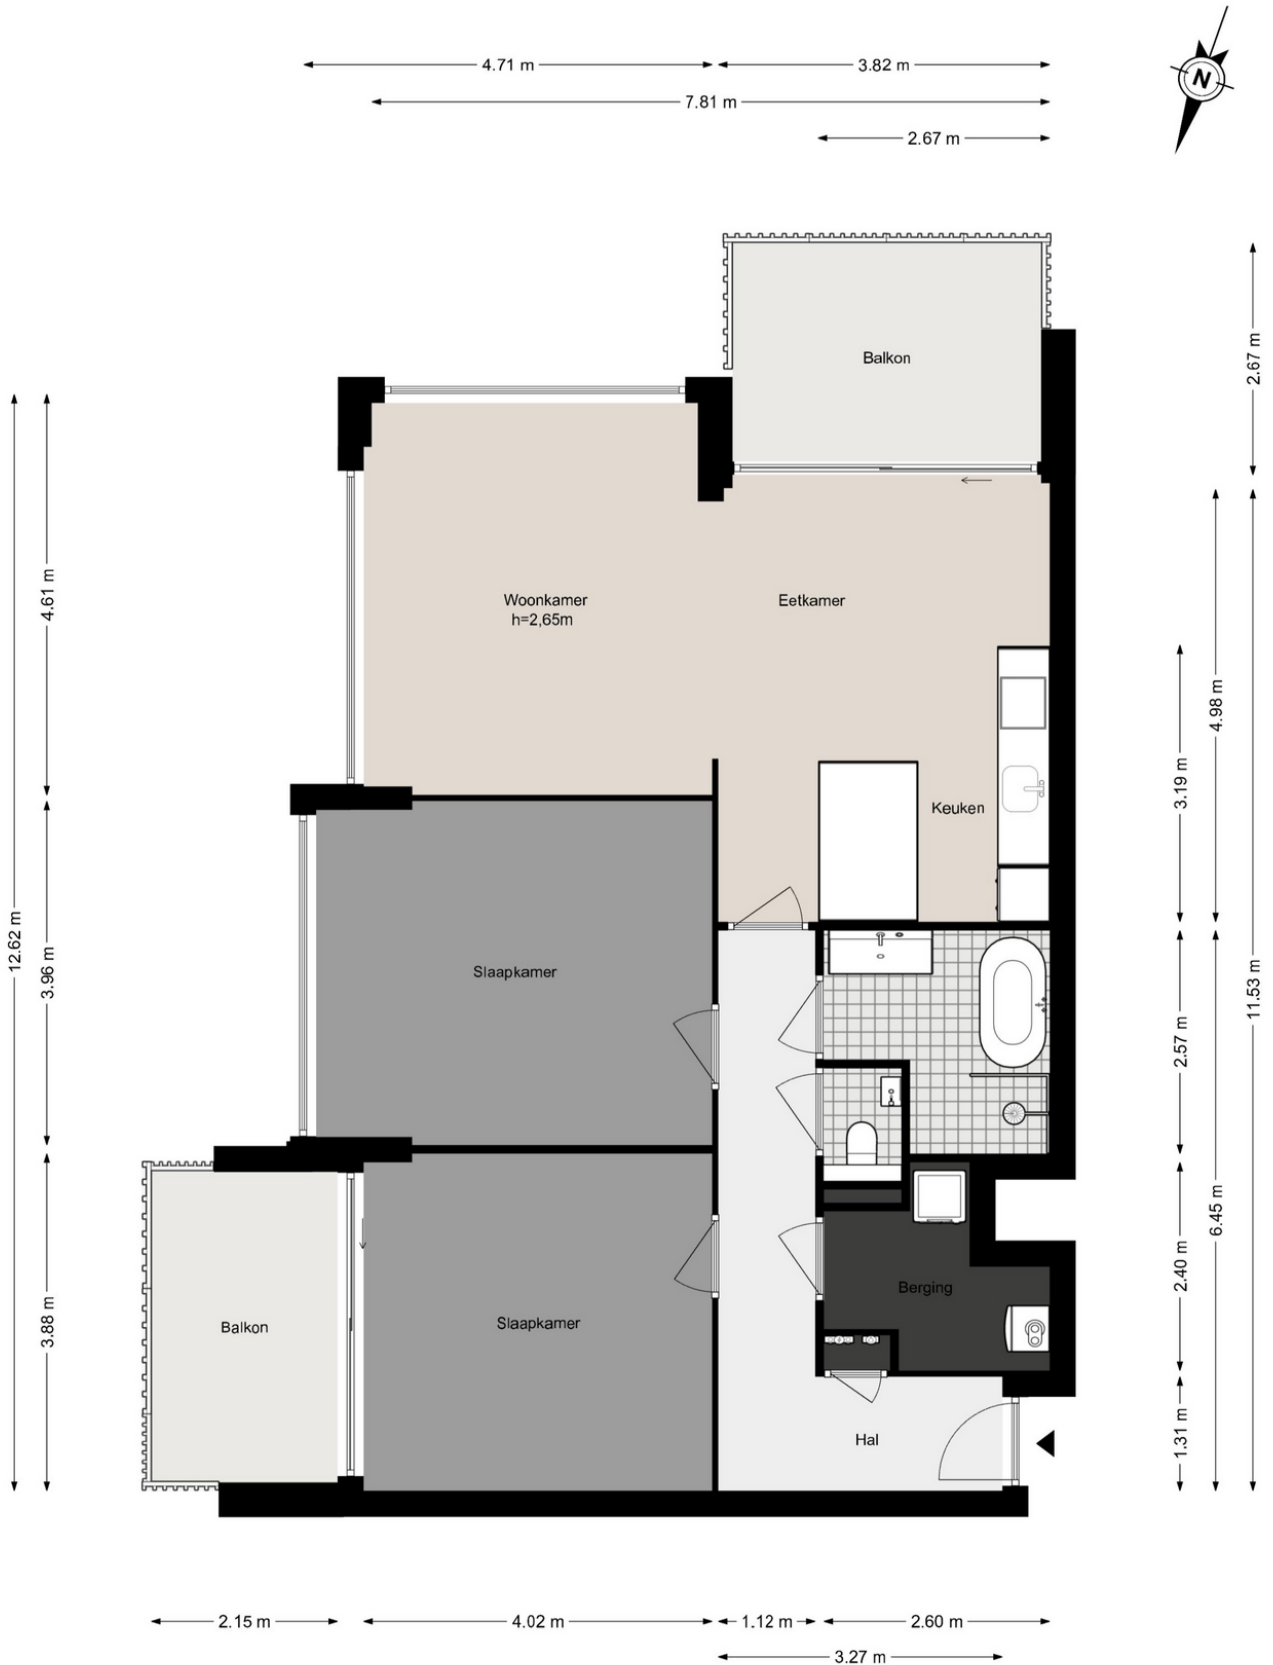 4.71 m
3.82 m
7.81 m
2.67 m
N
Balkon
2.67 m
4.61 m
Woonkamer
h=2,65m
Eetkamer
4.98 m
3.19 m
Keuken
12.62 m
3.96 m
Slaapkamer
11.53 m
2.57 m
6.45 m
2.40 m
Berging
3.88 m
Balkon
Slaapkamer
Hal
1.31 m
2.15 m
4.02 m
1.12 m
2.60 m
3.27 m